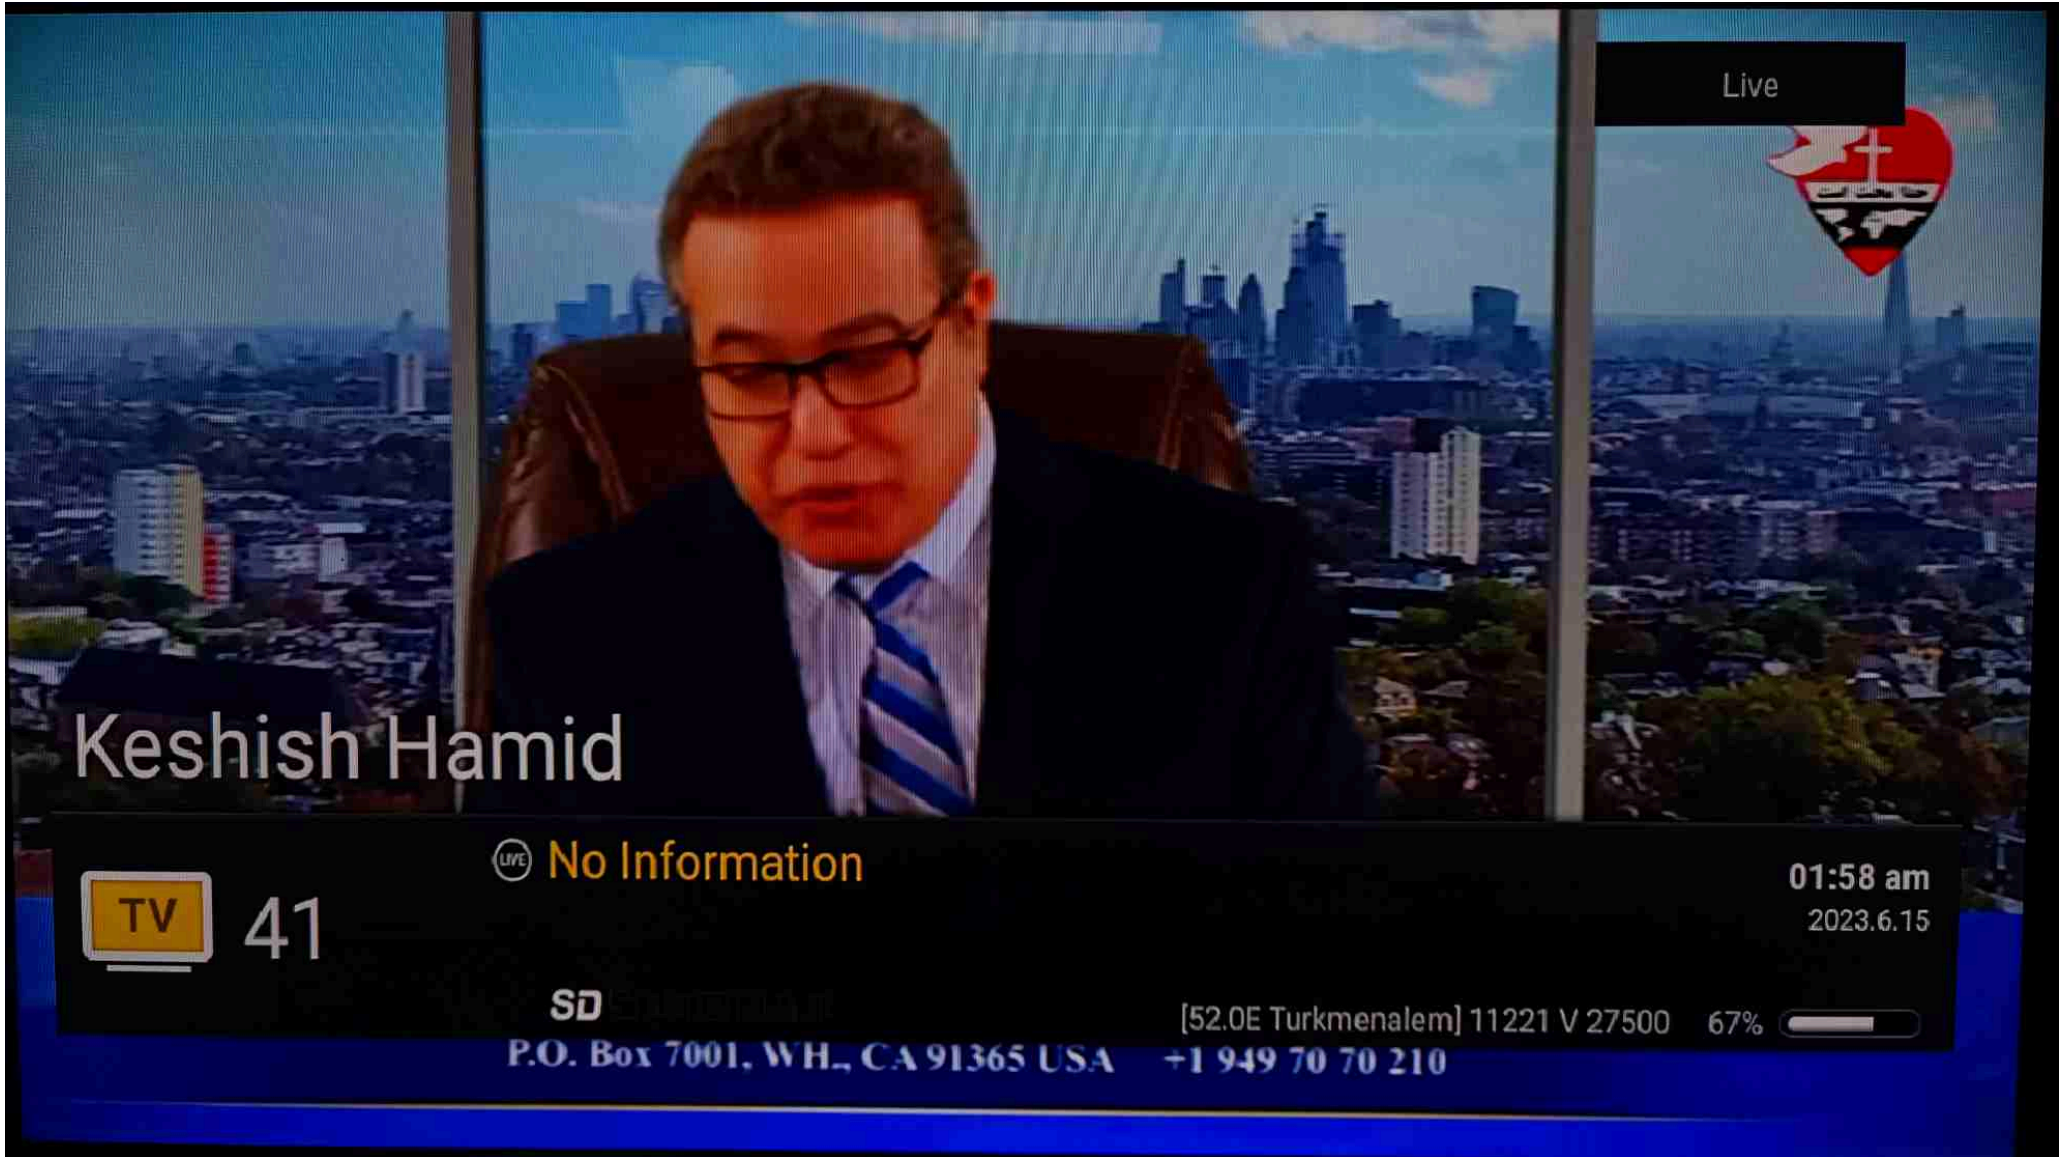 Live
Keshish Hamid
LIVE No Information
TV 41
01:58 am
2023.6.15
SD
[52.0E Turkmenalem] 11221 V 27500 67%
P.O. Box 7001, WH., CA 91365 USA +1 949 70 70 210